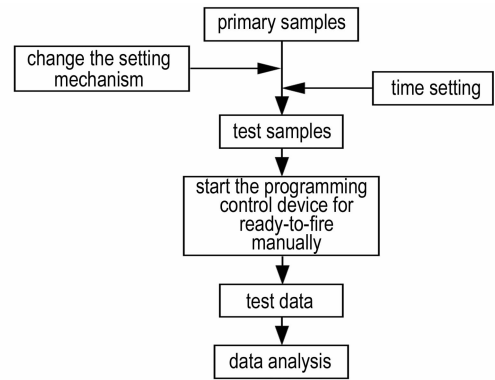 primary samples
change the setting
mechanism
time setting
test samples
start the programming
control device for
ready-to-fire
manually
test data
data analysis